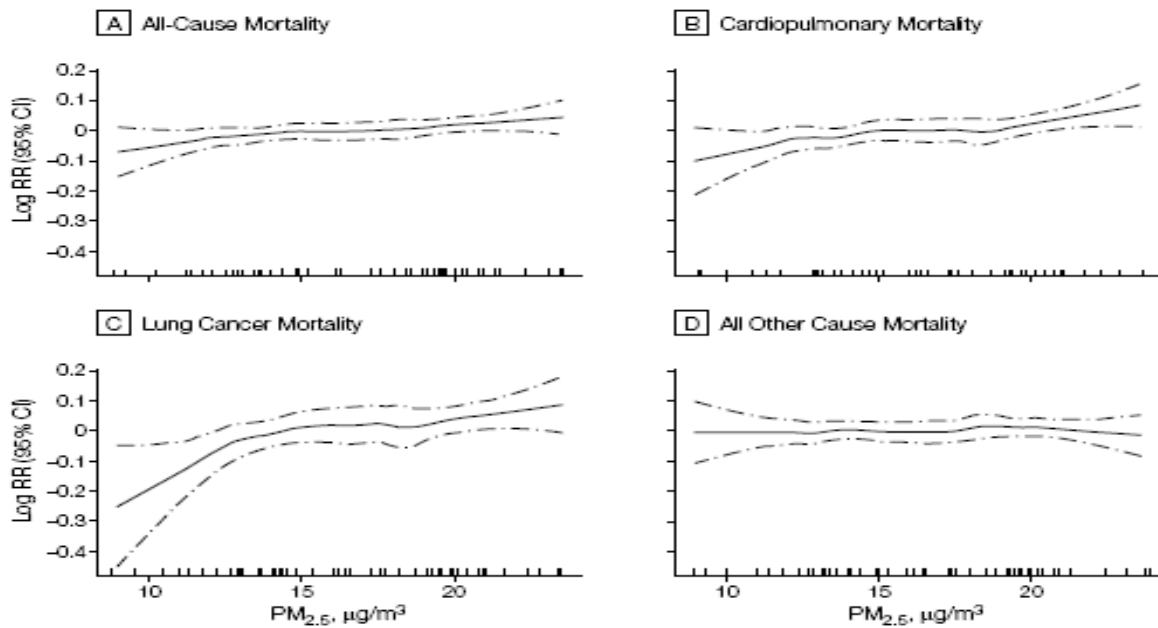 A All-Cause Mortality
B Cardiopulmonary Mortality
Log RR (95% CI)
0.2
0.1
0
–0.1
–0.2
–0.3
–0.4
C Lung Cancer Mortality
D All Other Cause Mortality
Log RR (95% CI)
0.2
0.1
0
–0.1
–0.2
–0.3
–0.4
10 15 20
PM2.5, μg/m³
10 15 20
PM2.5, μg/m³